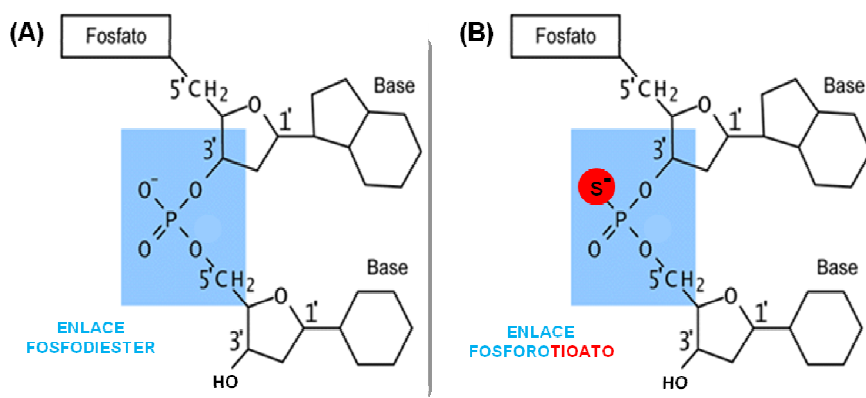 (A)
Fosfato
5'CH2
O
Base
1'
3'
O-
O
P
O
O
5'CH2
Base
O
1'
3'
HO
ENLACE
FOSFODIESTER
(B)
Fosfato
5'CH2
O
Base
1'
3'
S-
O
P
O
O
5'CH2
Base
O
1'
3'
HO
ENLACE
FOSFOROTIOATO